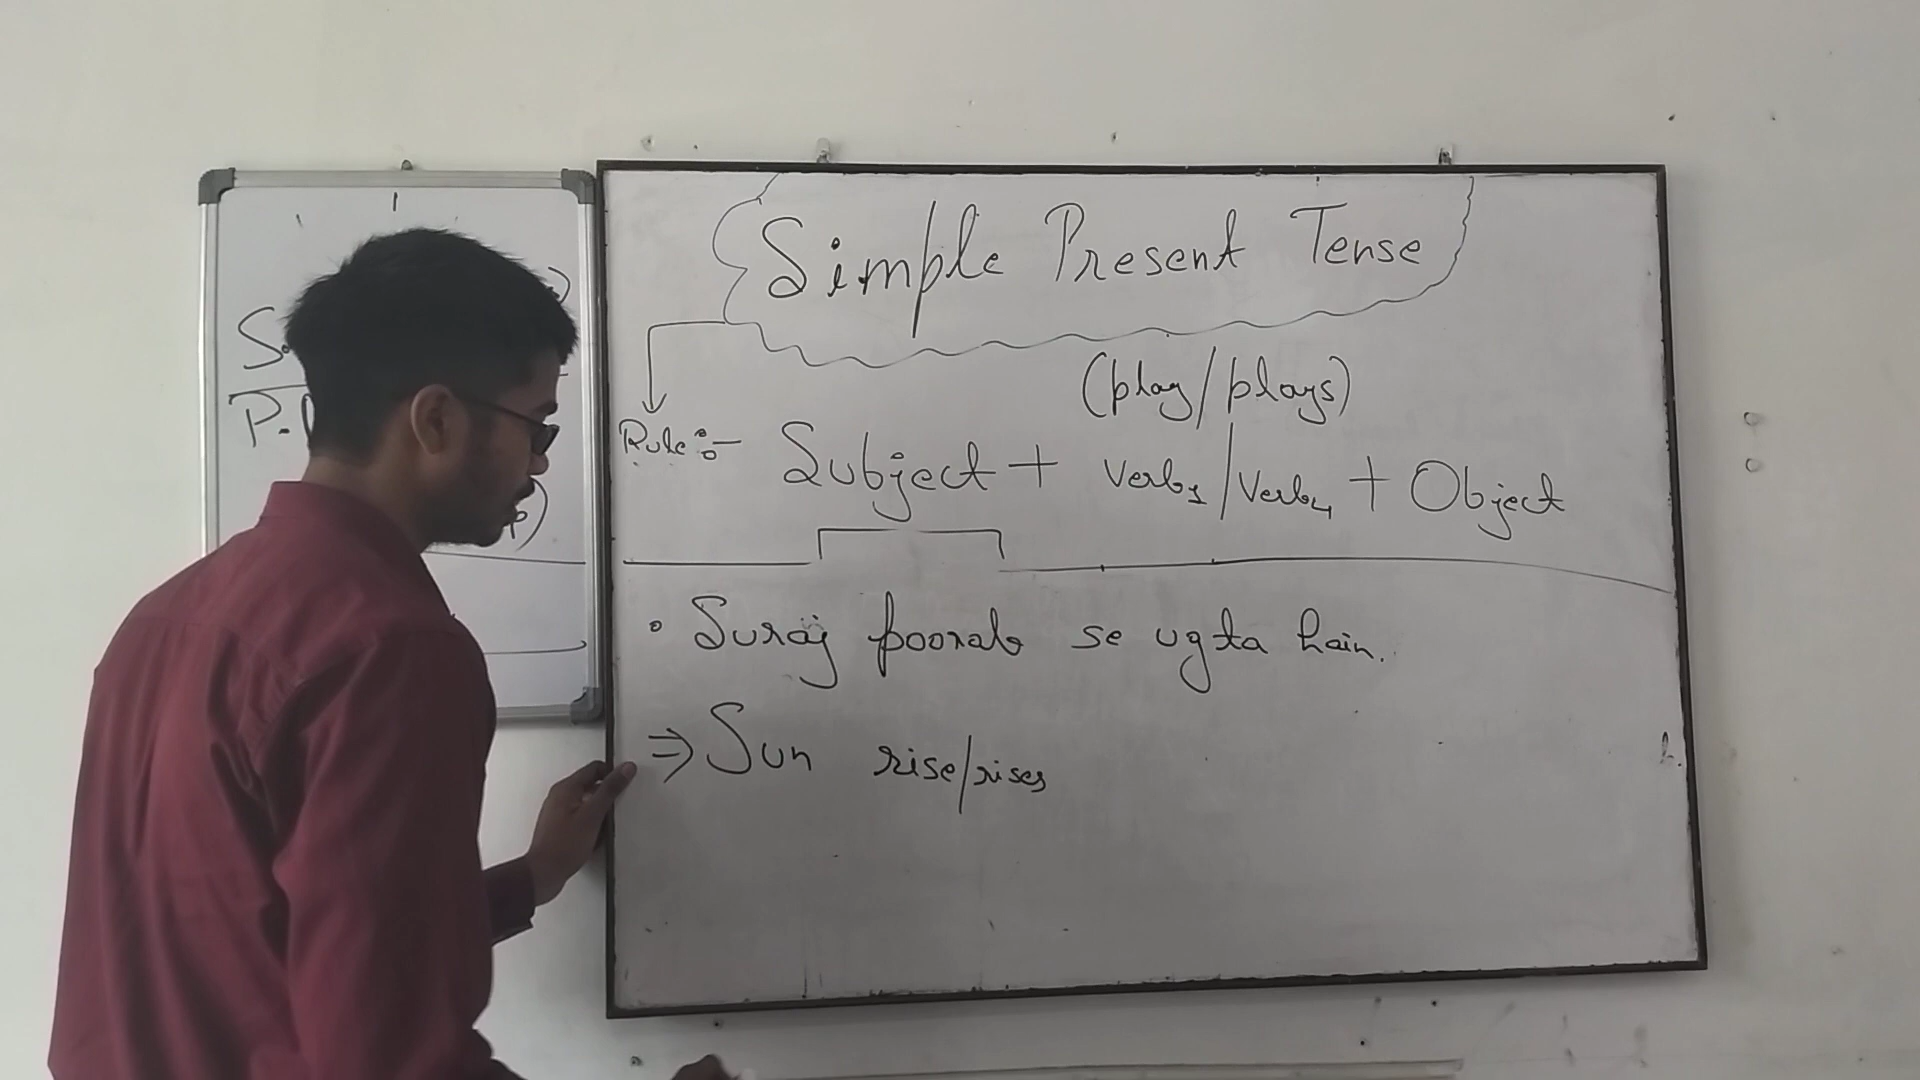 Simple Present Tense
(play/plays)
Rule:- Subject + Verb1/Verb4 + Object
• Suraj poorab se ugta hain.
⇒ Sun rise/rises